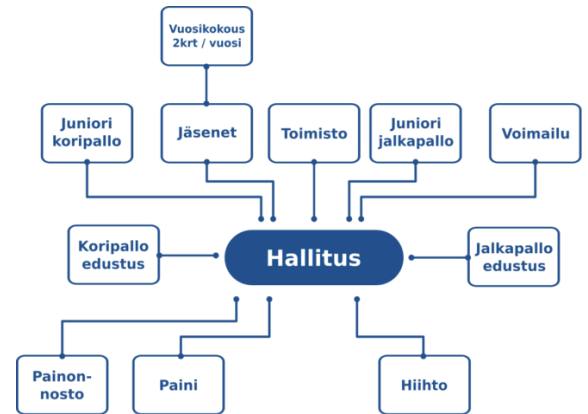 Vuosikokous
2krt / vuosi
Juniori
koripallo
Jäsenet
Toimisto
Juniori
jalkapallo
Voimailu
Koripallo
edustus
Hallitus
Jalkapallo
edustus
Painon-
nosto
Paini
Hiihto